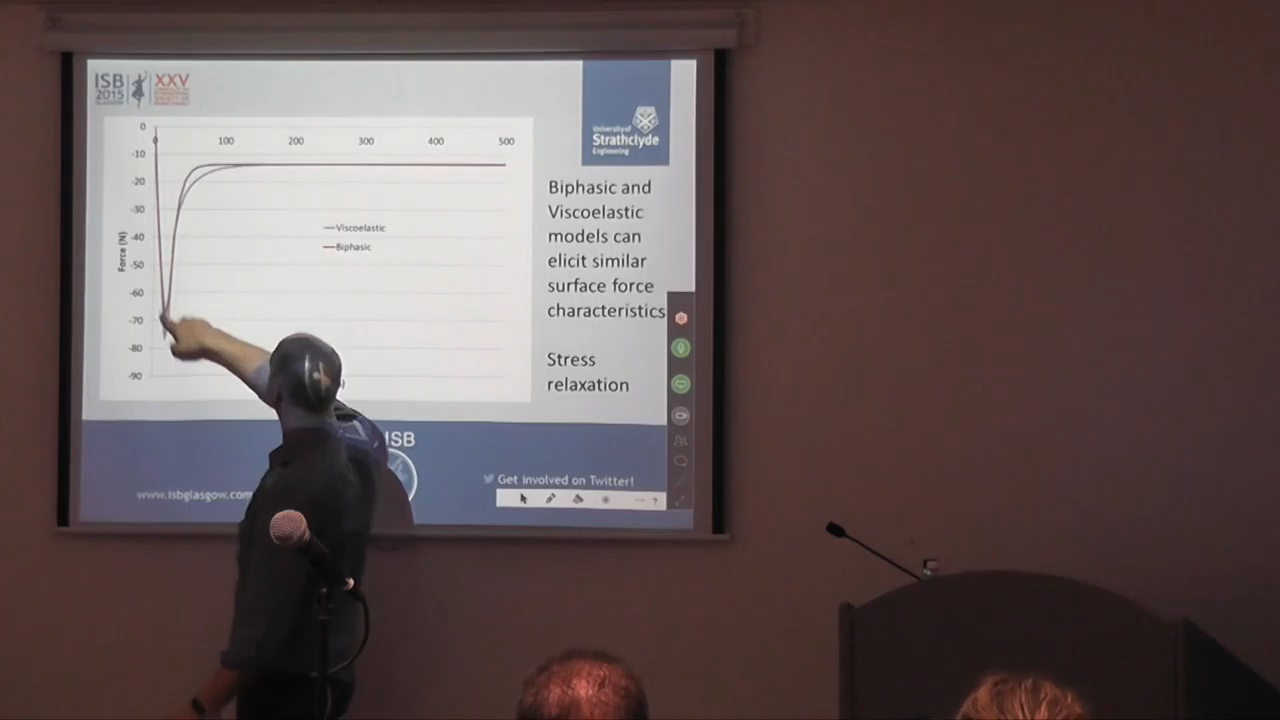 ISB
2015
GLASGOW
XXV
University of
Strathclyde
Engineering
0
100
200
300
400
500
-10
-20
-30
-40
-50
-60
-70
-80
-90
Force (N)
Viscoelastic
Biphasic
Biphasic and
Viscoelastic
models can
elicit similar
surface force
characteristics
Stress
relaxation
ISB
www.isbglasgow.com
Get involved on Twitter!
?